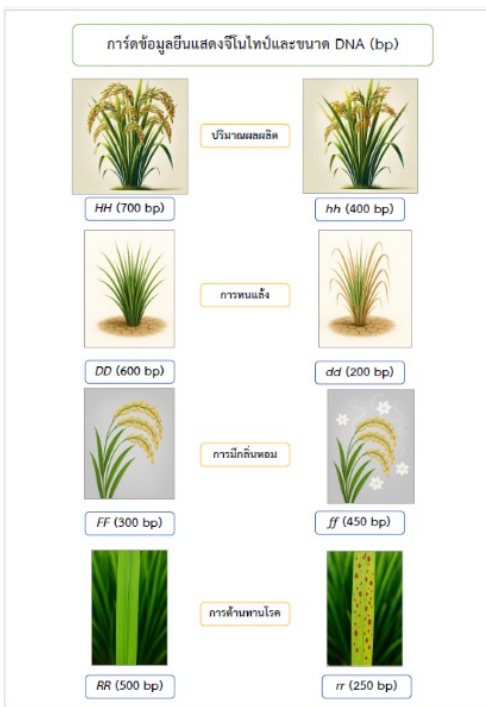 การ์ดข้อมูลยีนแสดงจีโนไทป์และขนาด DNA (bp)
ปริมาณผลผลิต
HH (700 bp)
hh (400 bp)
การทนแล้ง
DD (600 bp)
dd (200 bp)
การมีกลิ่นหอม
FF (300 bp)
ff (450 bp)
การต้านทานโรค
RR (500 bp)
rr (250 bp)